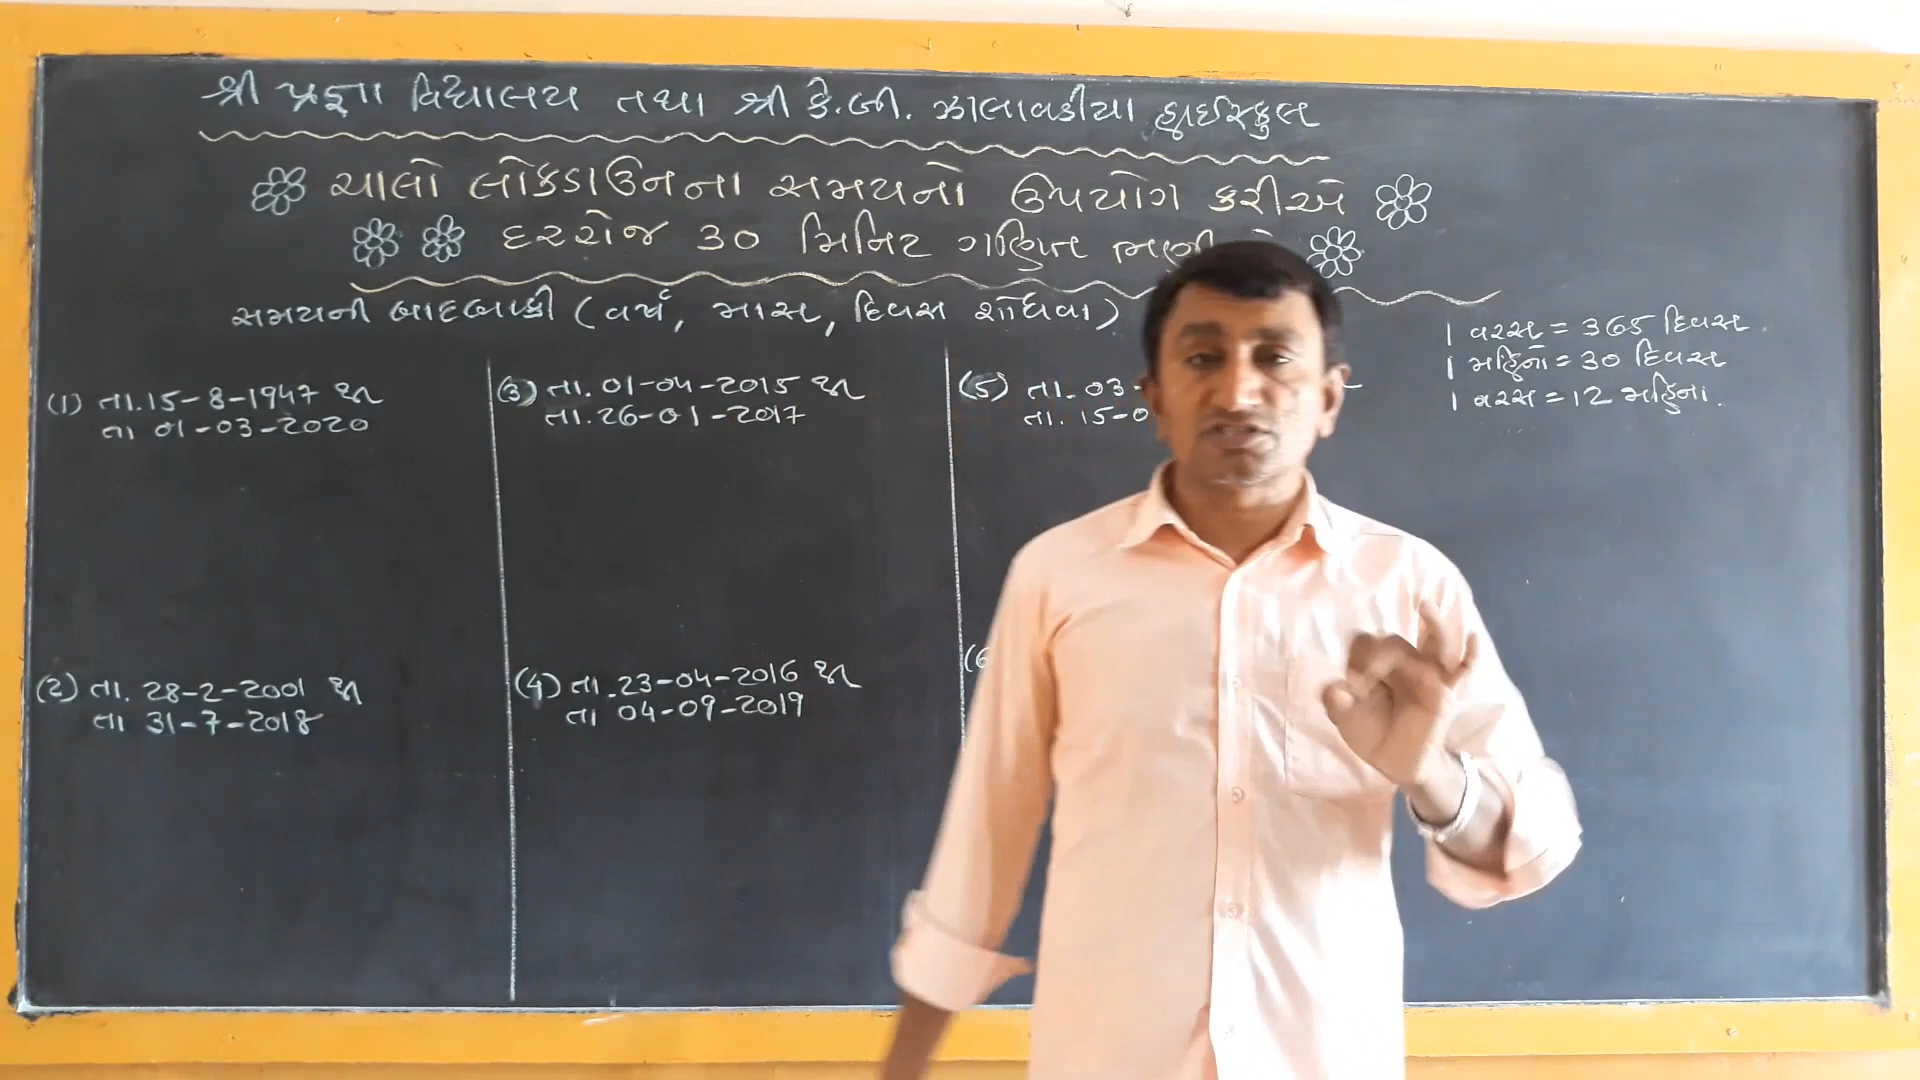 શ્રી પ્રજ્ઞા વિદ્યાલય તથા શ્રી કે.બી. ઝાલાવડીયા હાઈસ્કુલ
ચાલો લોકડાઉનના સમયનો ઉપયોગ કરીએ
દરરોજ 30 મિનિટ ગણિત
સમયની બાદબાકી (વર્ષ, માસ, દિવસ શોધવા)
(1) તા.15-8-1947 થી
તા 01-03-2020
(2) તા. 28-2-2001 થી
તા 31-7-2018
(3) તા.01-04-2015 થી
તા.26-01-2017
(4) તા.23-04-2016 થી
તા 04-09-2019
(5) તા.03-
તા. 15-0
(6
1 વરસ = 365 દિવસ
1 મહિનો = 30 દિવસ
1 વરસ = 12 મહિના.